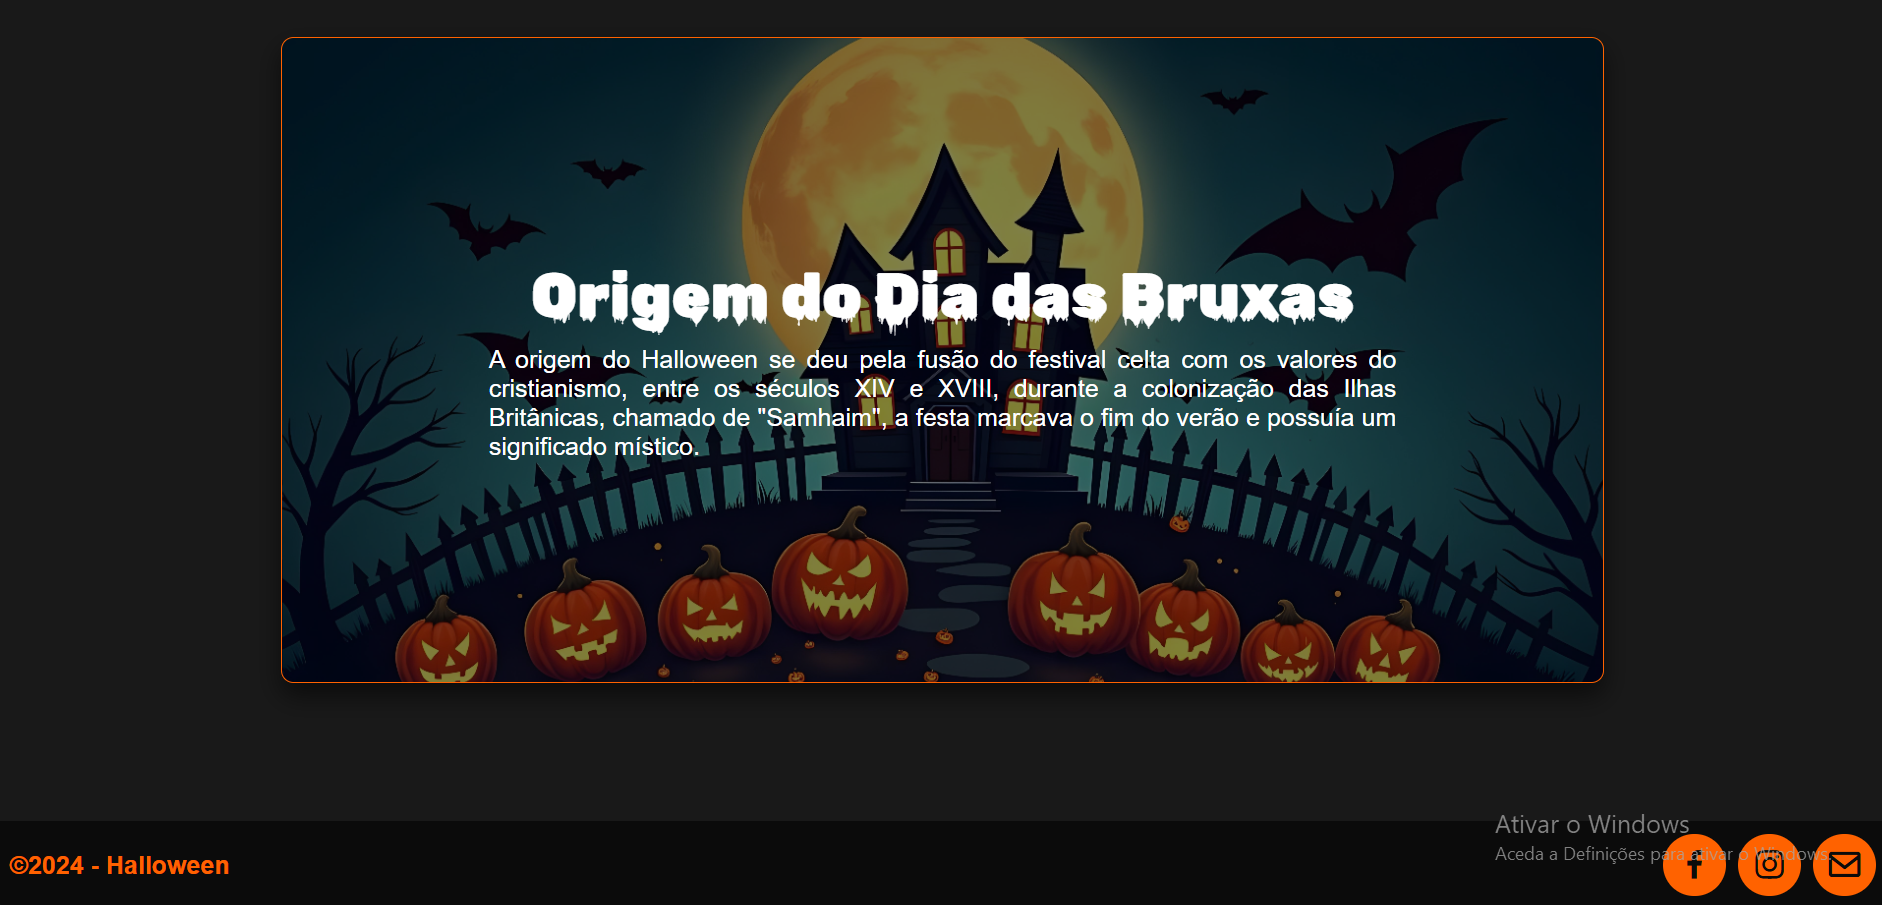 Origem do Dia das Bruxas
A origem do Halloween se deu pela fusão do festival celta com os valores do
cristianismo, entre os séculos XIV e XVIII, durante a colonização das Ilhas
Britânicas, chamado de "Samhaim", a festa marcava o fim do verão e possuía um
significado místico.
Ativar o Windows
Aceda a Definições para ativar o Windows.
©2024 - Halloween